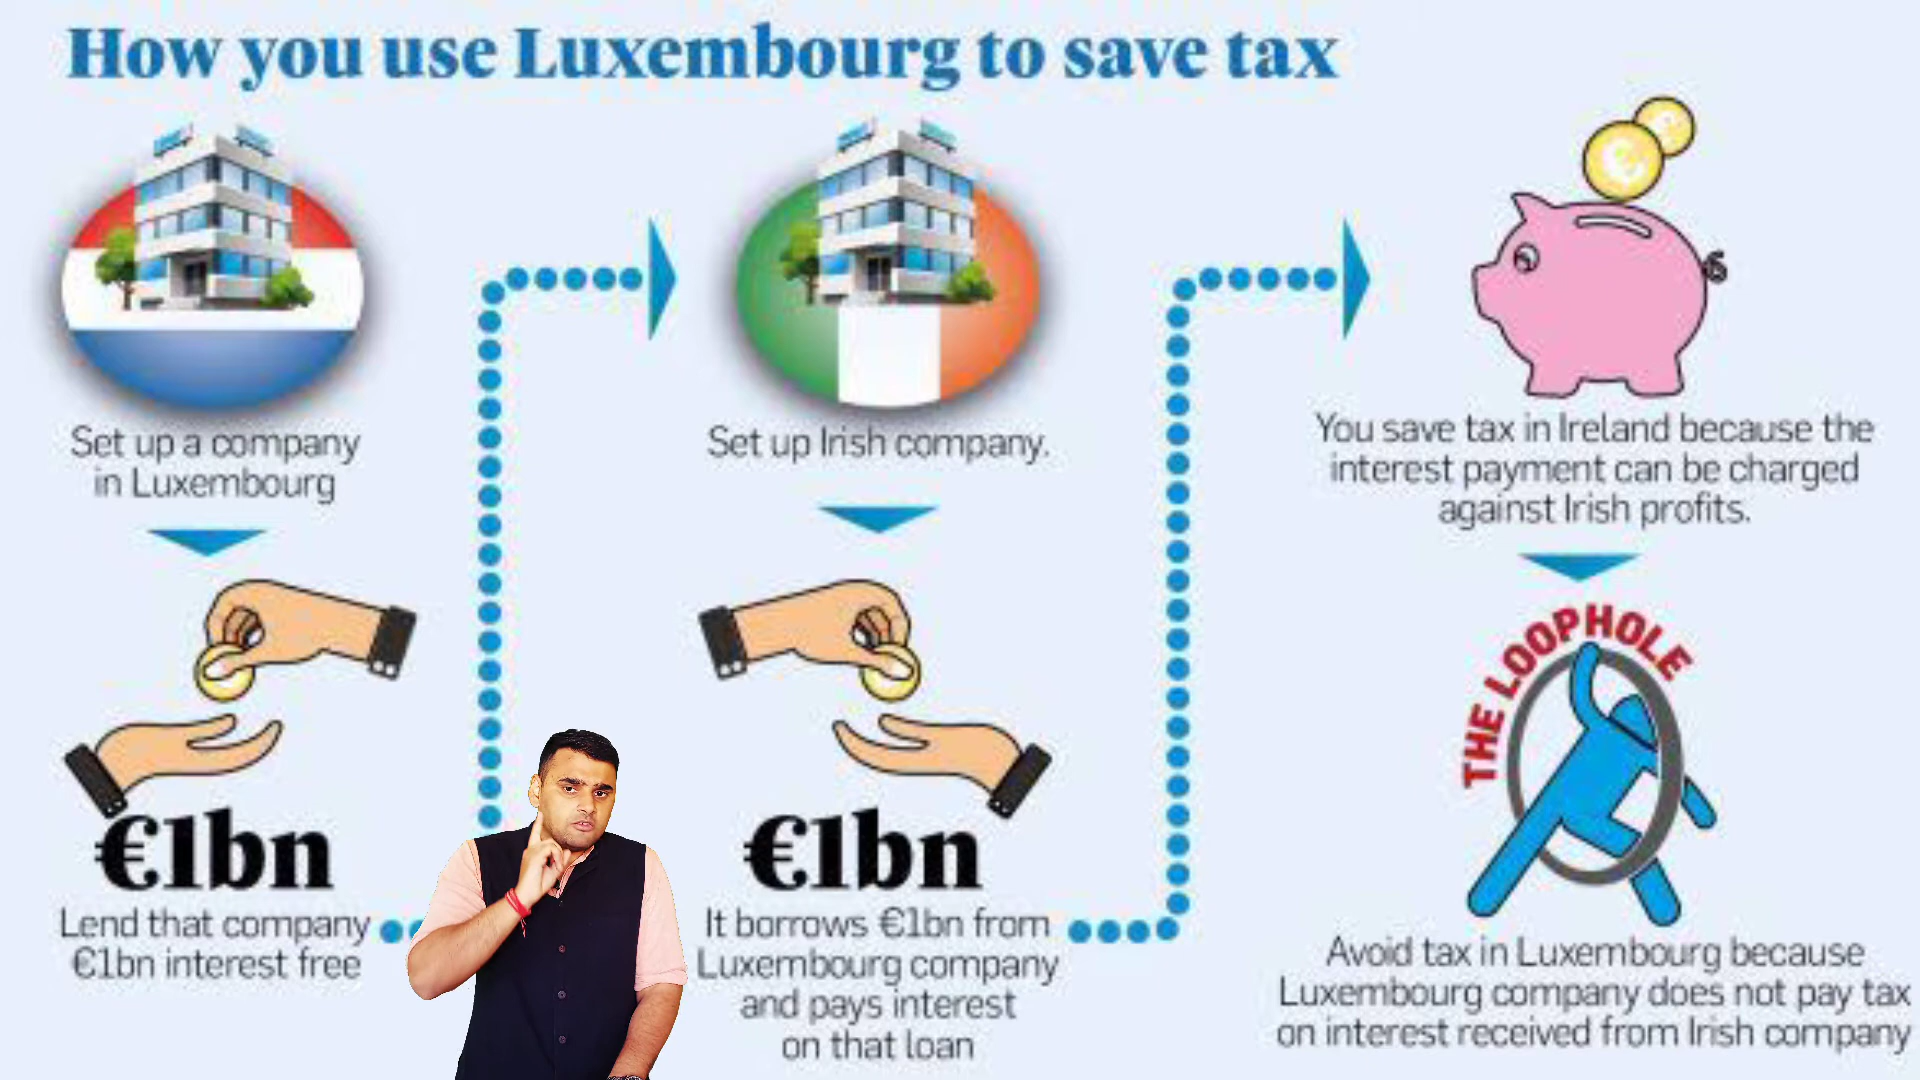 How you use Luxembourg to save tax
Set up a company
in Luxembourg
€1bn
Lend that company
€1bn interest free
Set up Irish company.
€1bn
It borrows €1bn from
Luxembourg company
and pays interest
on that loan
You save tax in Ireland because the
interest payment can be charged
against Irish profits.
THE LOOPHOLE
Avoid tax in Luxembourg because
Luxembourg company does not pay tax
on interest received from Irish company